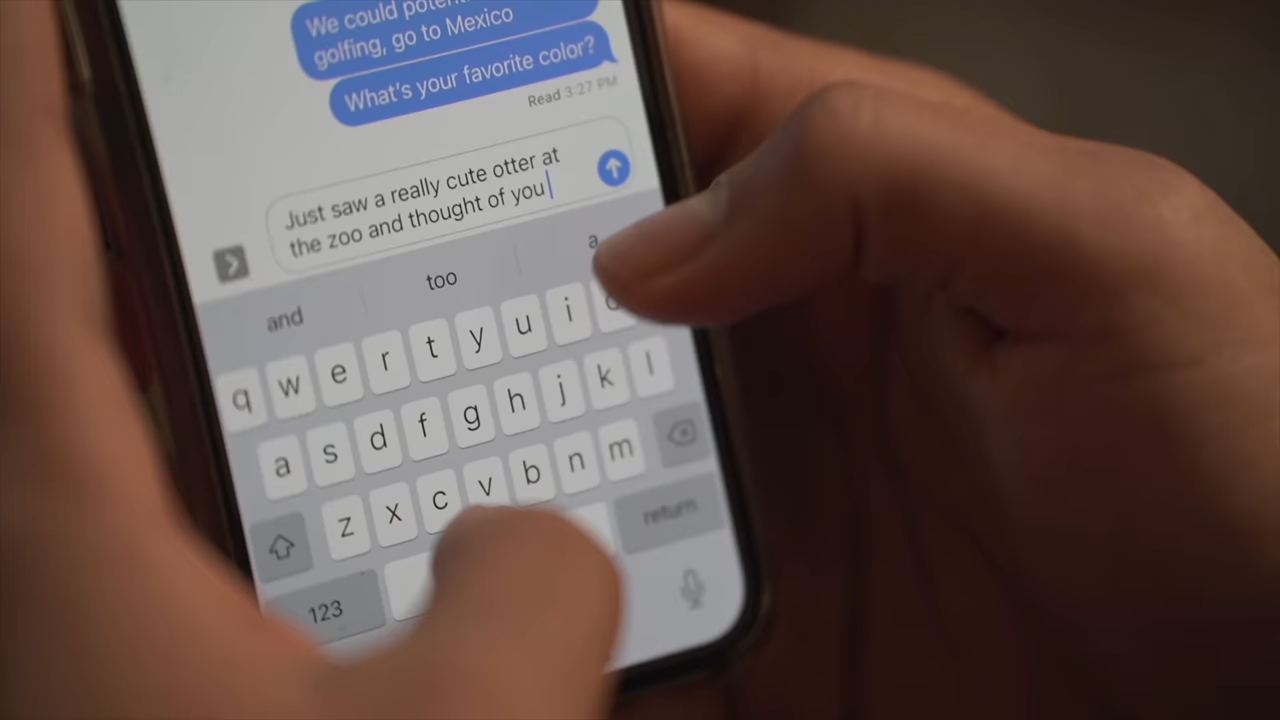 We could
golfing, go to Mexico
What's your favorite color?
Read 3:27 PM
Just saw a really cute otter at
the zoo and thought of you
and too a
q w e r t y u i o
a s d f g h j k l
z x c v b n m
123 return